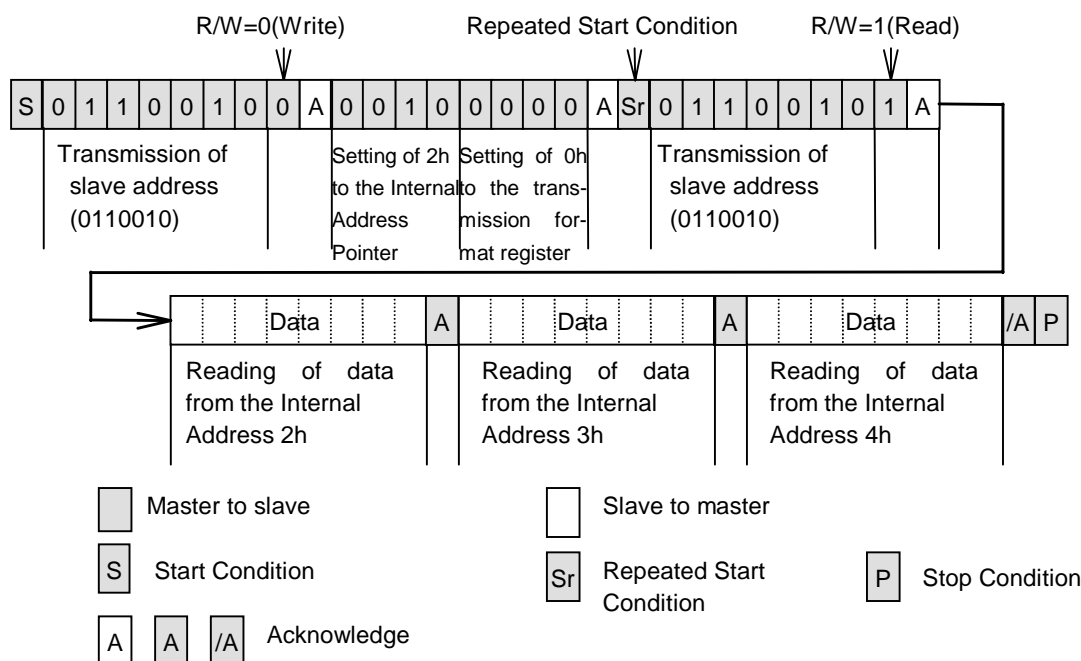 R/W=0(Write) Repeated Start Condition R/W=1(Read)
S 0 1 1 0 0 1 0 0 A 0 0 1 0 0 0 0 0 A Sr 0 1 1 0 0 1 0 1 A
Transmission of
slave address
(0110010)
Setting of 2h
to the Internal
Address
Pointer
Setting of 0h
to the trans-
mission for-
mat register
Transmission of
slave address
(0110010)
Data A Data A Data /A P
Reading of data
from the Internal
Address 2h
Reading of data
from the Internal
Address 3h
Reading of data
from the Internal
Address 4h
Master to slave Slave to master
S Start Condition
Sr Repeated Start
Condition
P Stop Condition
A A /A Acknowledge